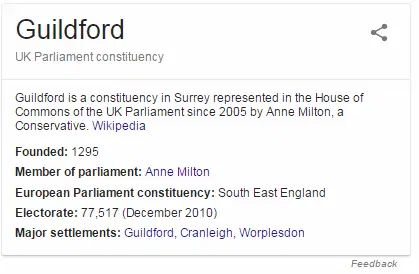 Guildford
UK Parliament constituency
Guildford is a constituency in Surrey represented in the House of
Commons of the UK Parliament since 2005 by Anne Milton, a
Conservative. Wikipedia
Founded: 1295
Member of parliament: Anne Milton
European Parliament constituency: South East England
Electorate: 77,517 (December 2010)
Major settlements: Guildford, Cranleigh, Worplesdon
Feedback